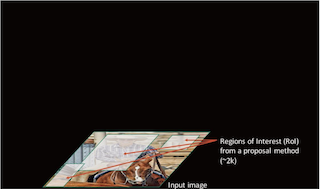 Regions of Interest (RoI)
from a proposal method
(~2k)
Input image